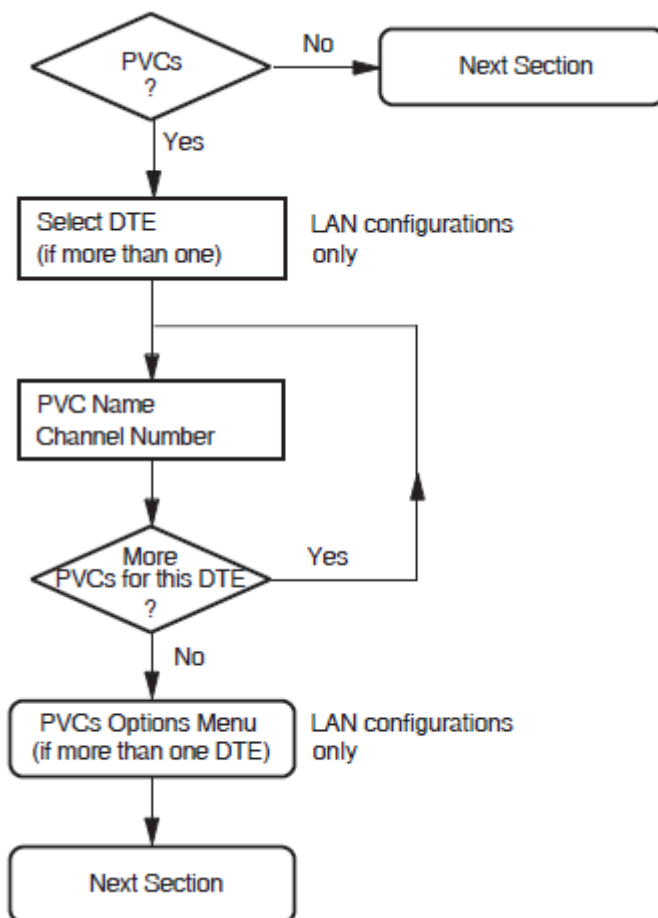 PVCs
?
No
Next Section
Yes
Select DTE
(if more than one)
LAN configurations
only
PVC Name
Channel Number
More
PVCs for this DTE
?
Yes
No
PVCs Options Menu
(if more than one DTE)
LAN configurations
only
Next Section